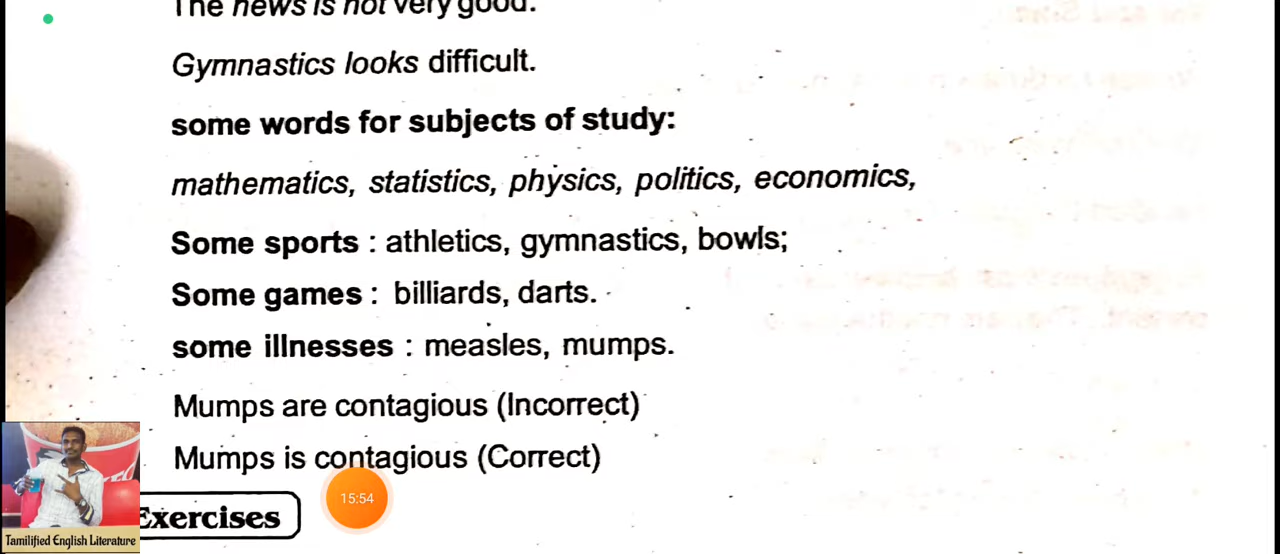 The news is not very good.
Gymnastics looks difficult.
some words for subjects of study:
mathematics, statistics, physics, politics, economics,
Some sports : athletics, gymnastics, bowls;
Some games : billiards, darts.
some illnesses : measles, mumps.
Mumps are contagious (Incorrect)
Mumps is contagious (Correct)
15:54
Exercises
Tamilified English Literature